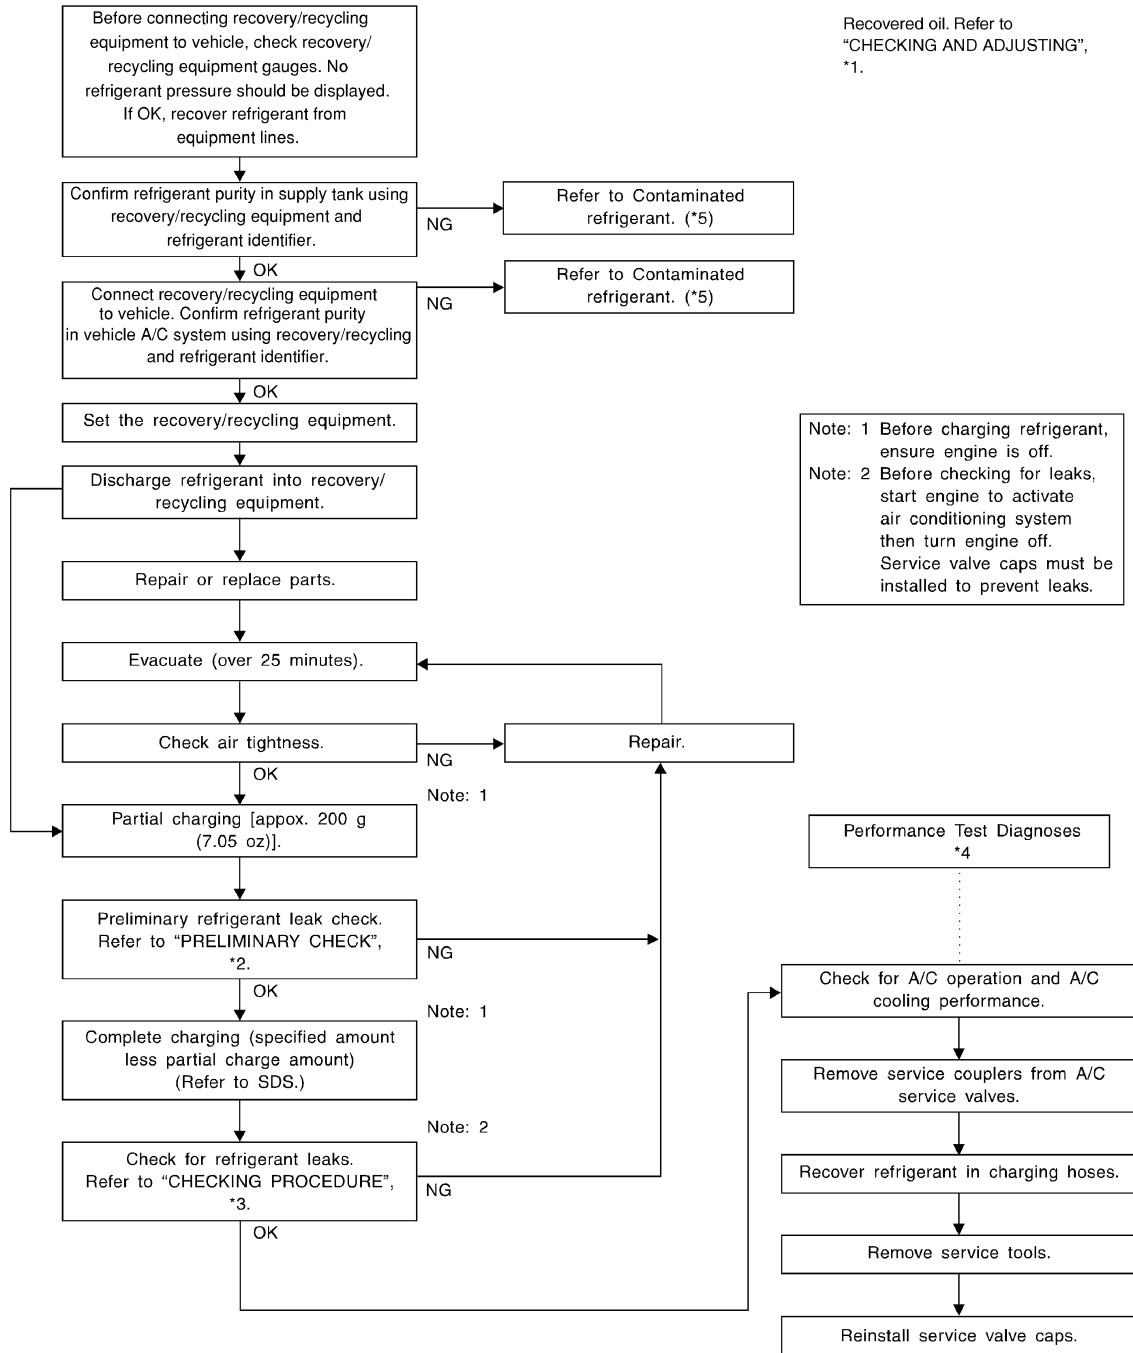 Before connecting recovery/recycling
equipment to vehicle, check recovery/
recycling equipment gauges. No
refrigerant pressure should be displayed.
If OK, recover refrigerant from
equipment lines.
Recovered oil. Refer to
“CHECKING AND ADJUSTING”,
*1.
Confirm refrigerant purity in supply tank using
recovery/recycling equipment and
refrigerant identifier.
NG
Refer to Contaminated
refrigerant. (*5)
OK
Connect recovery/recycling equipment
to vehicle. Confirm refrigerant purity
in vehicle A/C system using recovery/recycling
and refrigerant identifier.
NG
Refer to Contaminated
refrigerant. (*5)
OK
Set the recovery/recycling equipment.
Discharge refrigerant into recovery/
recycling equipment.
Note: 1 Before charging refrigerant,
ensure engine is off.
Note: 2 Before checking for leaks,
start engine to activate
air conditioning system
then turn engine off.
Service valve caps must be
installed to prevent leaks.
Repair or replace parts.
Evacuate (over 25 minutes).
Check air tightness.
NG
Repair.
OK
Note: 1
Partial charging [appox. 200 g
(7.05 oz)].
Preliminary refrigerant leak check.
Refer to “PRELIMINARY CHECK”,
*2.
NG
OK
Note: 1
Complete charging (specified amount
less partial charge amount)
(Refer to SDS.)
Note: 2
Check for refrigerant leaks.
Refer to “CHECKING PROCEDURE”,
*3.
NG
OK
Performance Test Diagnoses
*4
Check for A/C operation and A/C
cooling performance.
Remove service couplers from A/C
service valves.
Recover refrigerant in charging hoses.
Remove service tools.
Reinstall service valve caps.